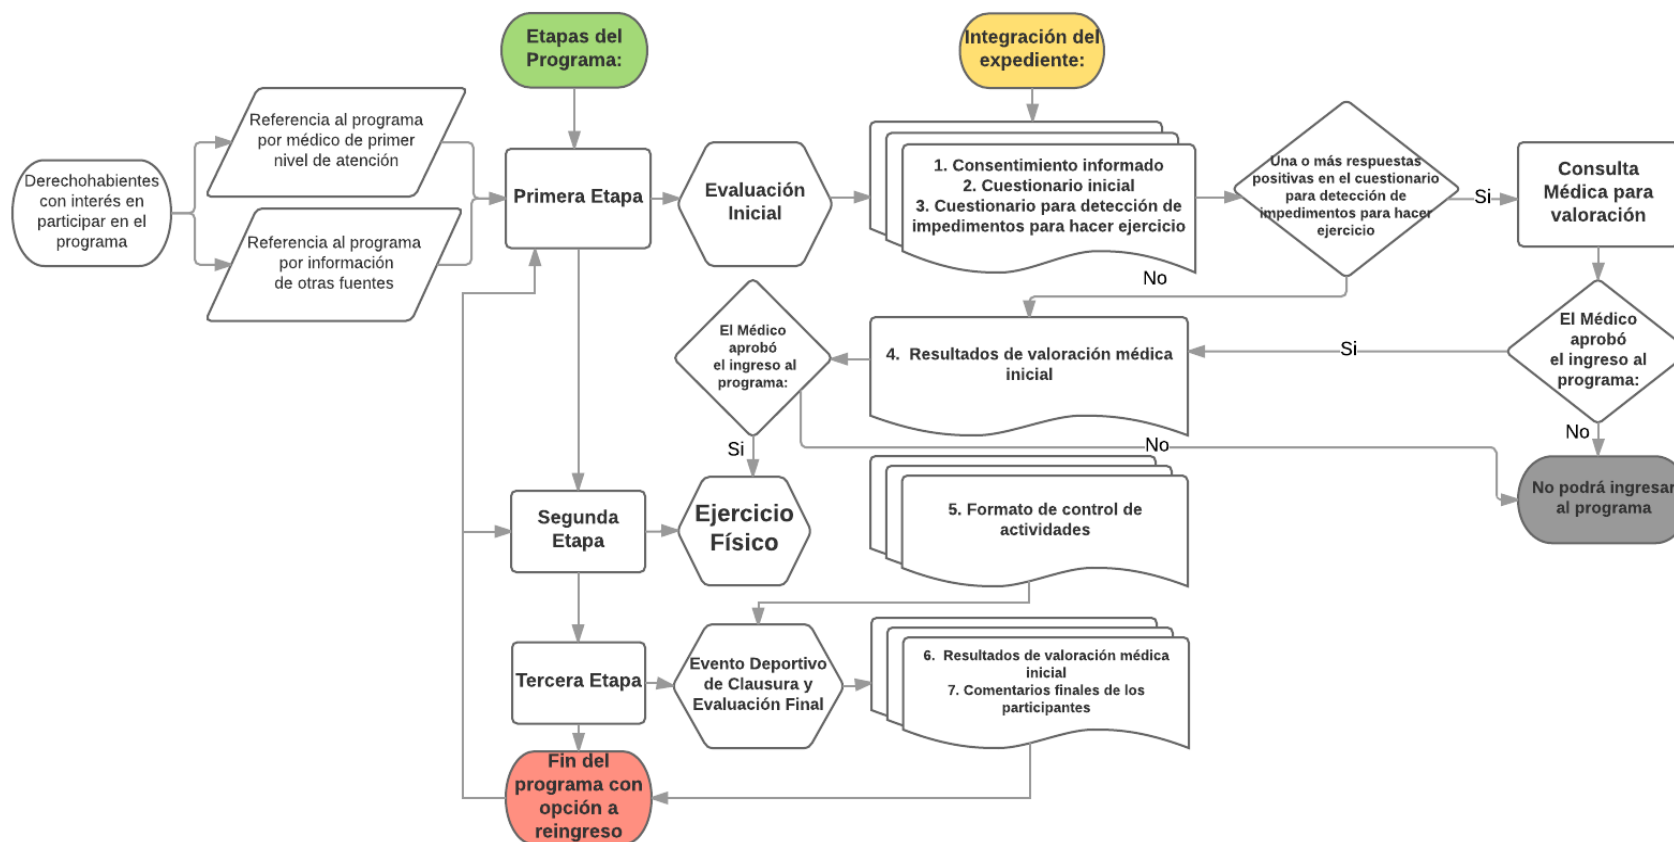 Etapas del
Programa:
Integración del
expediente:
Referencia al programa
por médico de primer
nivel de atención
Derechohabientes
con interés en
participar en el
programa
Referencia al programa
por información
de otras fuentes
Primera Etapa
Evaluación
Inicial
1. Consentimiento informado
2. Cuestionario inicial
3. Cuestionario para detección de
impedimentos para hacer ejercicio
Una o más respuestas
positivas en el cuestionario
para detección de
impedimentos para hacer
ejercicio
Si
Consulta
Médica para
valoración
No
El Médico
aprobó
el ingreso al
programa:
4. Resultados de valoración médica
inicial
Si
El Médico
aprobó
el ingreso al
programa:
Si
No
No
No podrá ingresar
al programa
Segunda
Etapa
Ejercicio
Físico
5. Formato de control de
actividades
Tercera Etapa
Evento Deportivo
de Clausura y
Evaluación Final
6. Resultados de valoración médica
inicial
7. Comentarios finales de los
participantes
Fin del
programa con
opción a
reingreso